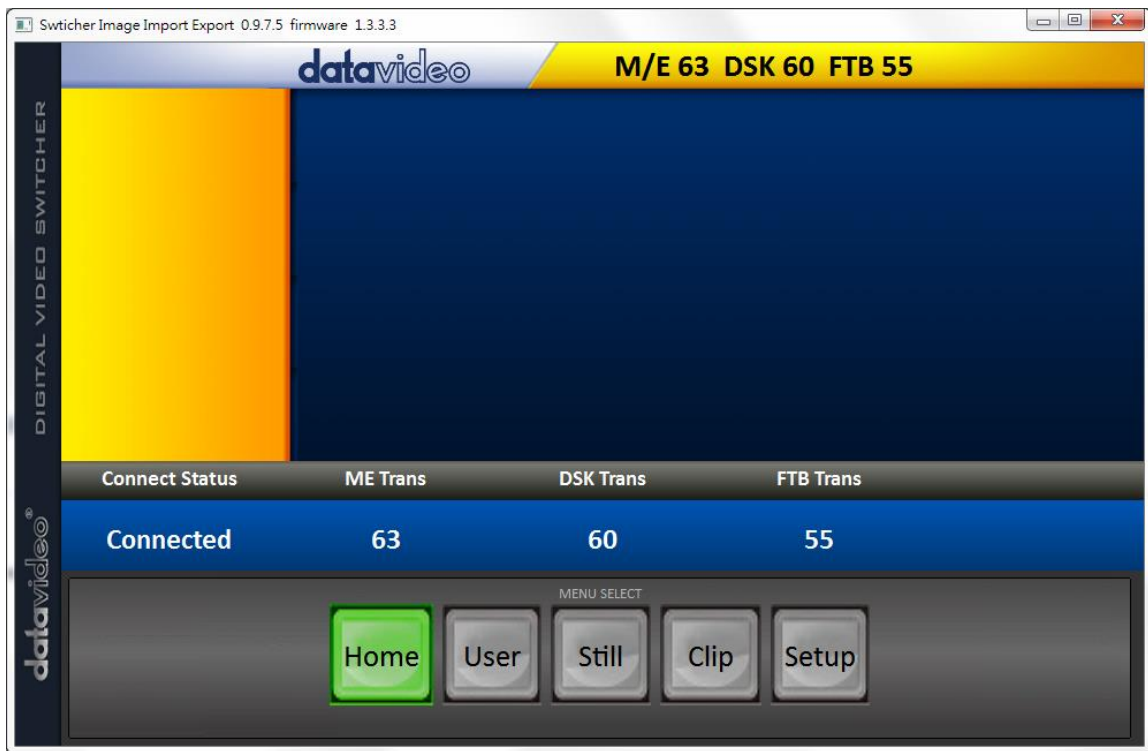 Swticher Image Import Export 0.9.7.5 firmware 1.3.3.3
datavideo
M/E 63 DSK 60 FTB 55
DIGITAL VIDEO SWITCHER
datavideo®
Connect Status ME Trans DSK Trans FTB Trans
Connected 63 60 55
MENU SELECT
Home User Still Clip Setup